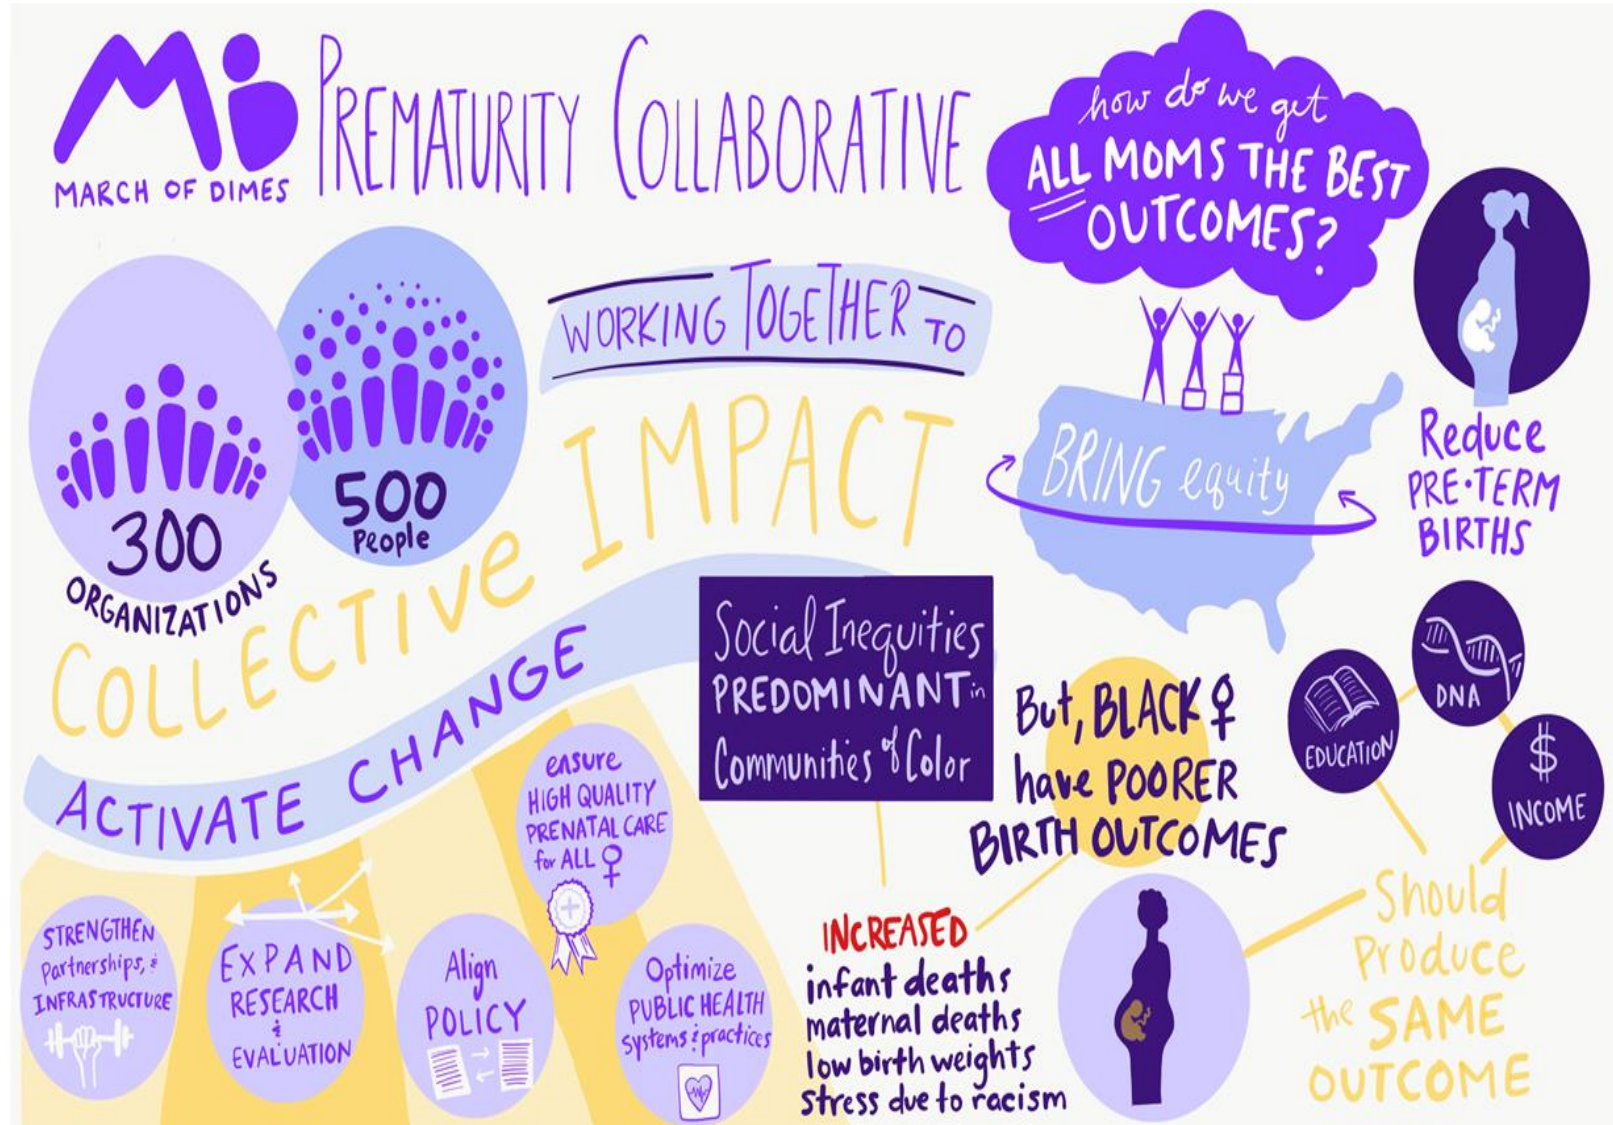 MARCH OF DIMES
PREMATURITY COLLABORATIVE
how do we get
ALL MOMS THE BEST
OUTCOMES?
300
ORGANIZATIONS
500
People
WORKING TOGETHER TO
COLLECTIVE IMPACT
BRING equity
Reduce
PRE-TERM
BIRTHS
ACTIVATE CHANGE
STRENGTHEN
Partnerships, &
INFRASTRUCTURE
EXPAND
RESEARCH
&
EVALUATION
Align
POLICY
ensure
HIGH QUALITY
PRENATAL CARE
for ALL ♀
Optimize
PUBLIC HEALTH
systems & practices
Social Inequities
PREDOMINANT in
Communities of Color
But, BLACK ♀
have POORER
BIRTH OUTCOMES
INCREASED
infant deaths
maternal deaths
low birth weights
Stress due to racism
EDUCATION
DNA
$
INCOME
Should
Produce
the SAME
OUTCOME